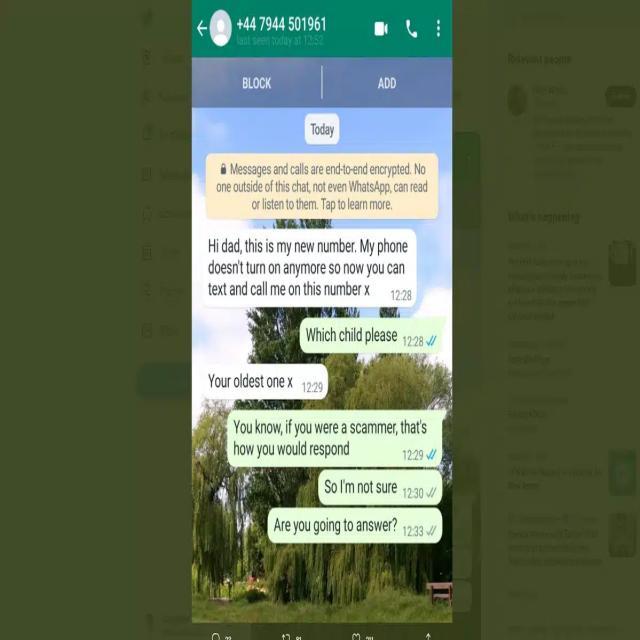 +44 7944 501961
last seen today at 12:52
BLOCK
ADD
Today
Messages and calls are end-to-end encrypted. No
one outside of this chat, not even WhatsApp, can read
or listen to them. Tap to learn more.
Hi dad, this is my new number. My phone
doesn't turn on anymore so now you can
text and call me on this number x
12:28
Which child please
12:28
Your oldest one x
12:29
You know, if you were a scammer, that's
how you would respond
12:29
So I'm not sure
12:30
Are you going to answer?
12:33
Relevant people
What's happening